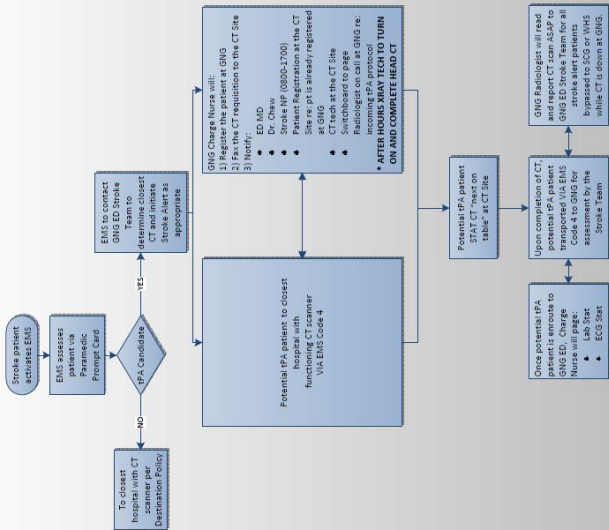 Stroke patient
activates EMS
EMS assesses
patient via
Paramedic
Prompt Card
tPA Candidate
NO
YES
To closest
hospital with CT
scanner per
Destination Policy
EMS to contact
GNG ED Stroke
Team to
determine closest
CT and initiate
Stroke Alert as
appropriate
Potential tPA patient to closest
hospital with
functioning CT scanner
VIA EMS Code 4
GNG Charge Nurse will:
1) Register the patient at GNG
2) Fax the CT requisition to the CT Site
3) Notify:
ED MD
Dr. Chew
Stroke NP (0800-1700)
Patient Registration at the CT
Site re: pt is already registered
at GNG
CT tech at the CT Site
Switchboard to page
Radiologist on call at GNG re:
incoming tPA protocol
* AFTER HOURS XRAY TECH TO TURN
ON AND COMPLETE HEAD CT
Potential tPA patient
STAT CT "next on
table" at CT Site
Once potential tPA
patient is enroute to
GNG ED, Charge
Nurse will page:
Lab Stat
ECG Stat
Upon completion of CT,
potential tPA patient
transported VIA EMS
Code 4 to GNG for
assessment by the
Stroke Team
GNG Radiologist will read
and report CT scan ASAP to
GNG ED Stroke Team for all
stroke alert patients
bypassed to SCG or WHS
while CT is down at GNG.